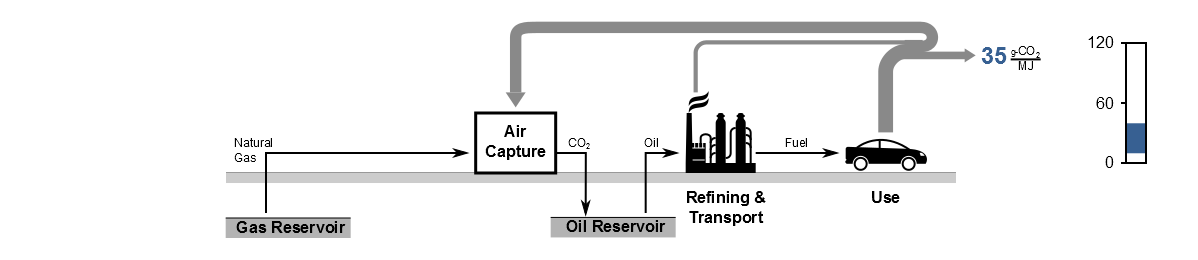 35 g-CO₂
MJ
120
60
0
Natural
Gas
Air
Capture
CO₂
Oil
Fuel
Refining &
Transport
Use
Gas Reservoir
Oil Reservoir